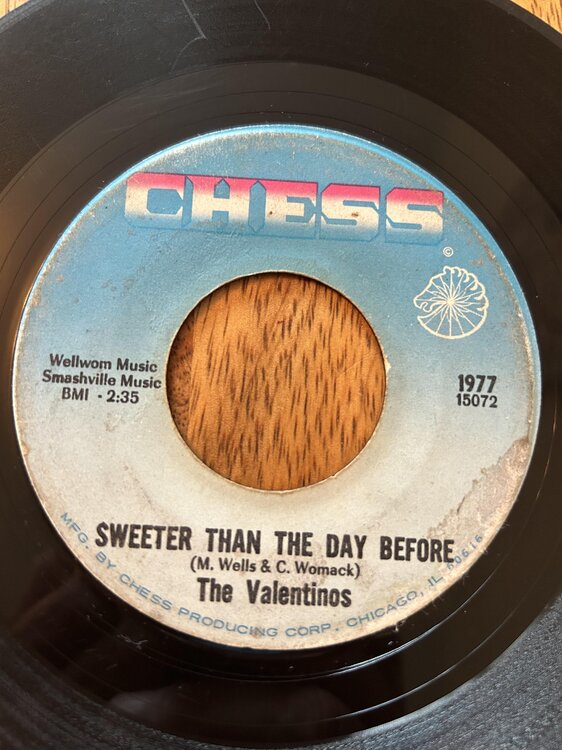 CHESS
©
Wellwom Music
Smashville Music
BMI - 2:35
1977
15072
SWEETER THAN THE DAY BEFORE
(M. Wells & C. Womack)
The Valentinos
MFG. BY CHESS PRODUCING CORP. CHICAGO, IL 60616